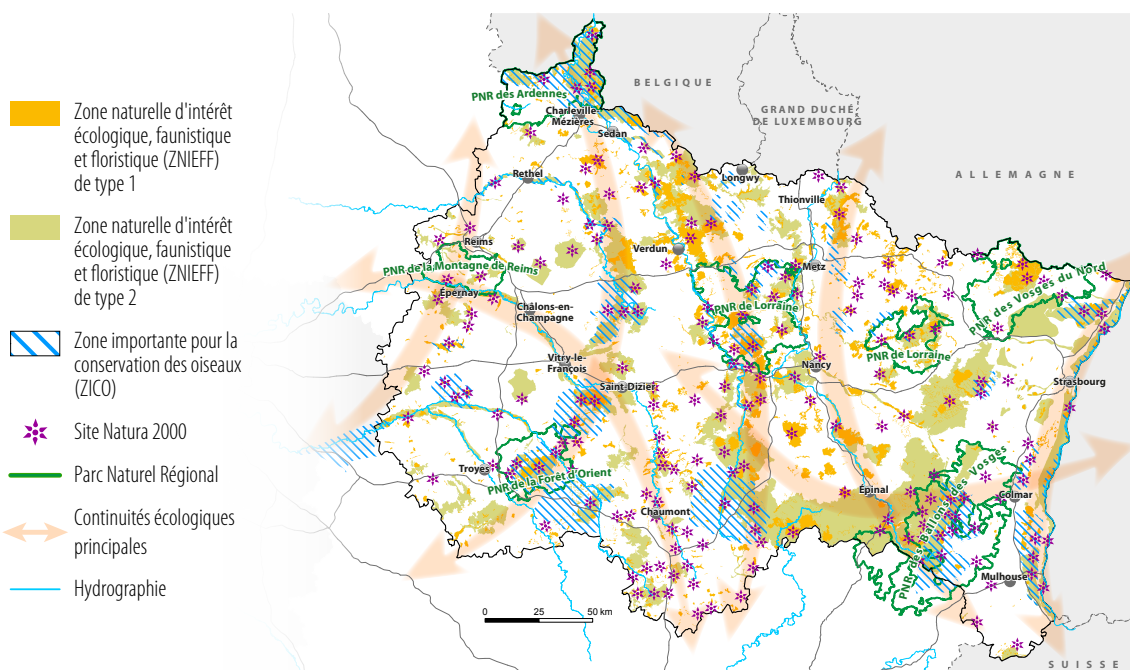 Zone naturelle d'intérêt
écologique, faunistique
et floristique (ZNIEFF)
de type 1
Zone naturelle d'intérêt
écologique, faunistique
et floristique (ZNIEFF)
de type 2
Zone importante pour la
conservation des oiseaux
(ZICO)
Site Natura 2000
Parc Naturel Régional
Continuités écologiques
principales
Hydrographie
BELGIQUE
GRAND DUCHÉ
DE LUXEMBOURG
ALLEMAGNE
PNR des Ardennes
Charleville-
Mézières
Sedan
Rethel
Longwy
Thionville
Reims
Verdun
Metz
PNR de la Montagne de Reims
PNR des Vosges du Nord
Épernay
Châlons-en-
Champagne
PNR de Lorraine
PNR de Lorraine
Vitry-le-
François
Nancy
Saint-Dizier
Strasbourg
Troyes
PNR de la Forêt d'Orient
Épinal
PNR des Ballons des Vosges
Colmar
Chaumont
Mulhouse
0 25 50 km
SUISSE